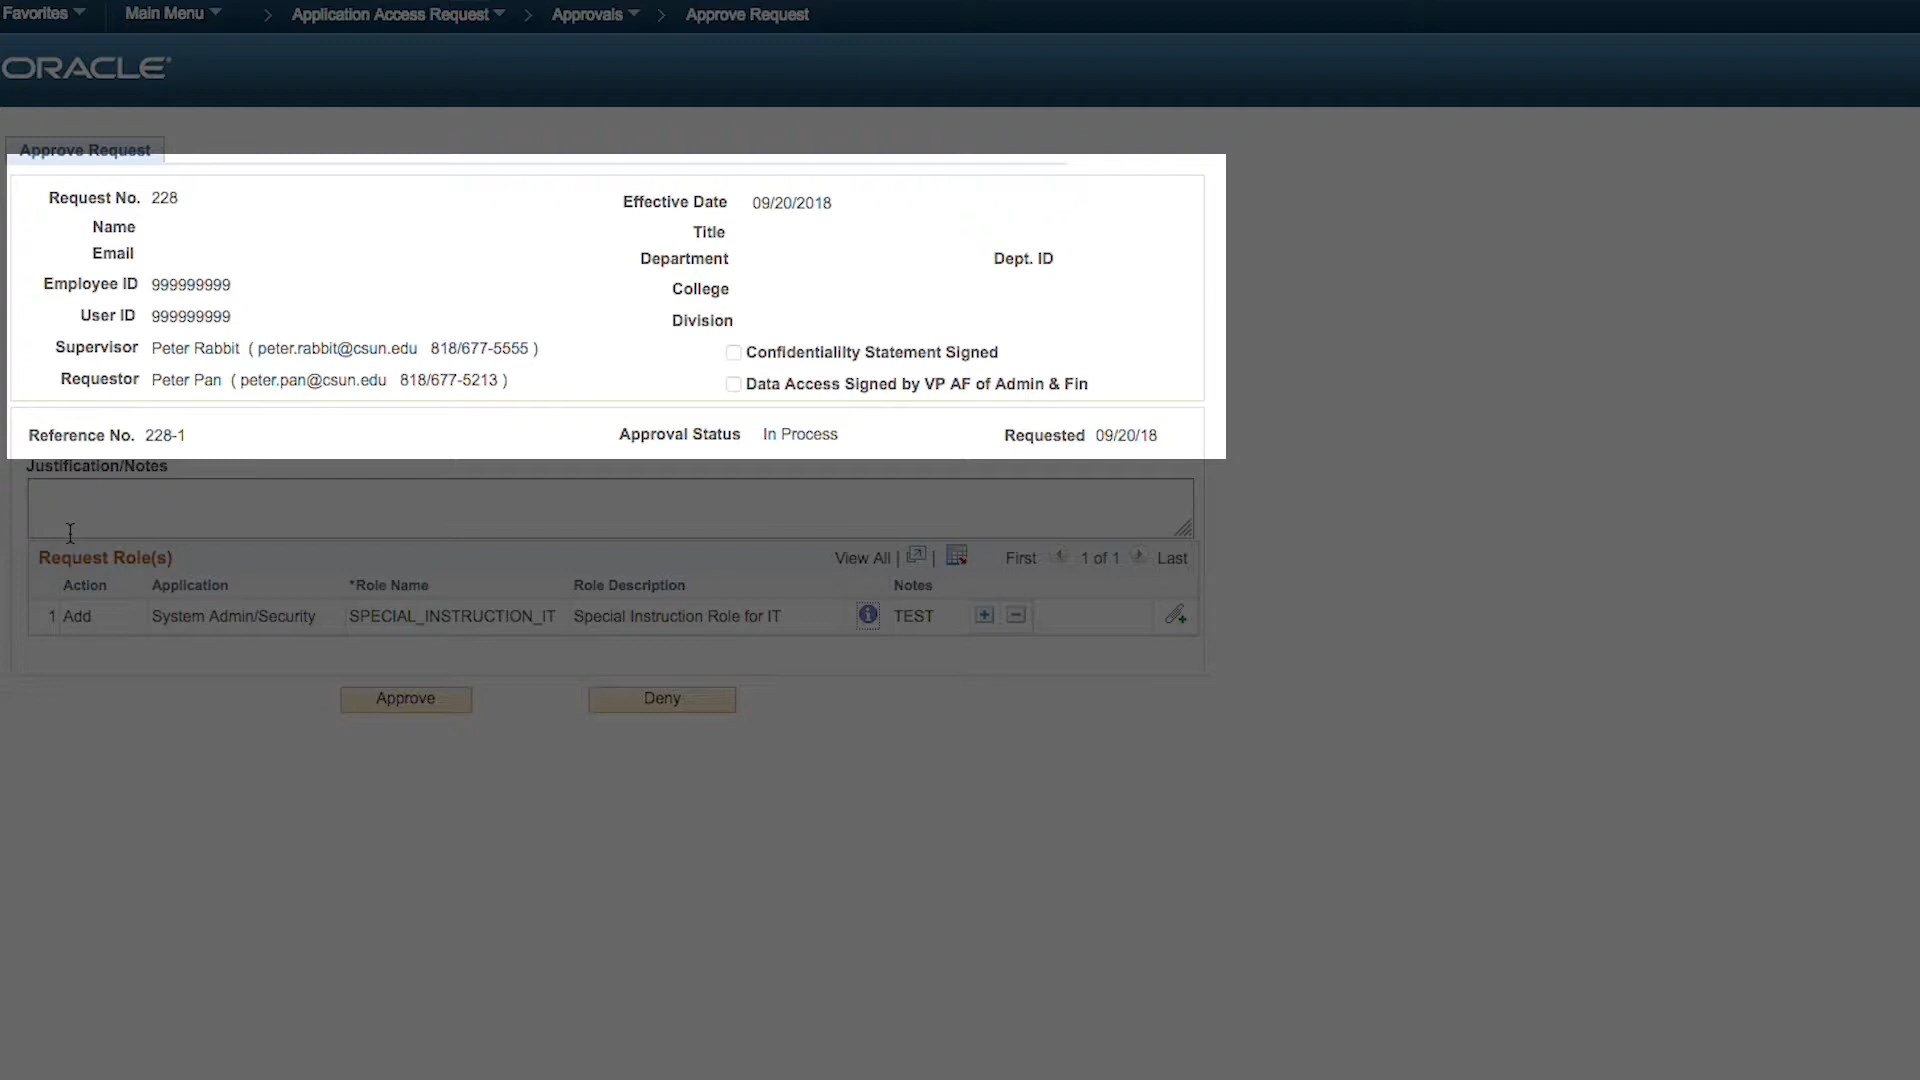 Favorites Main Menu > Application Access Request > Approvals > Approve Request
ORACLE
Approve Request
Request No. 228 Effective Date 09/20/2018
Name Title
Email Department Dept. ID
Employee ID 999999999 College
User ID 999999999 Division
Supervisor Peter Rabbit ( peter.rabbit@csun.edu 818/677-5555 ) Confidentialilty Statement Signed
Requestor Peter Pan ( peter.pan@csun.edu 818/677-5213 ) Data Access Signed by VP AF of Admin & Fin
Reference No. 228-1 Approval Status In Process Requested 09/20/18
Justification/Notes
Request Role(s) View All | | First 1 of 1 Last
Action Application *Role Name Role Description Notes
1 Add System Admin/Security SPECIAL_INSTRUCTION_IT Special Instruction Role for IT TEST
Approve Deny